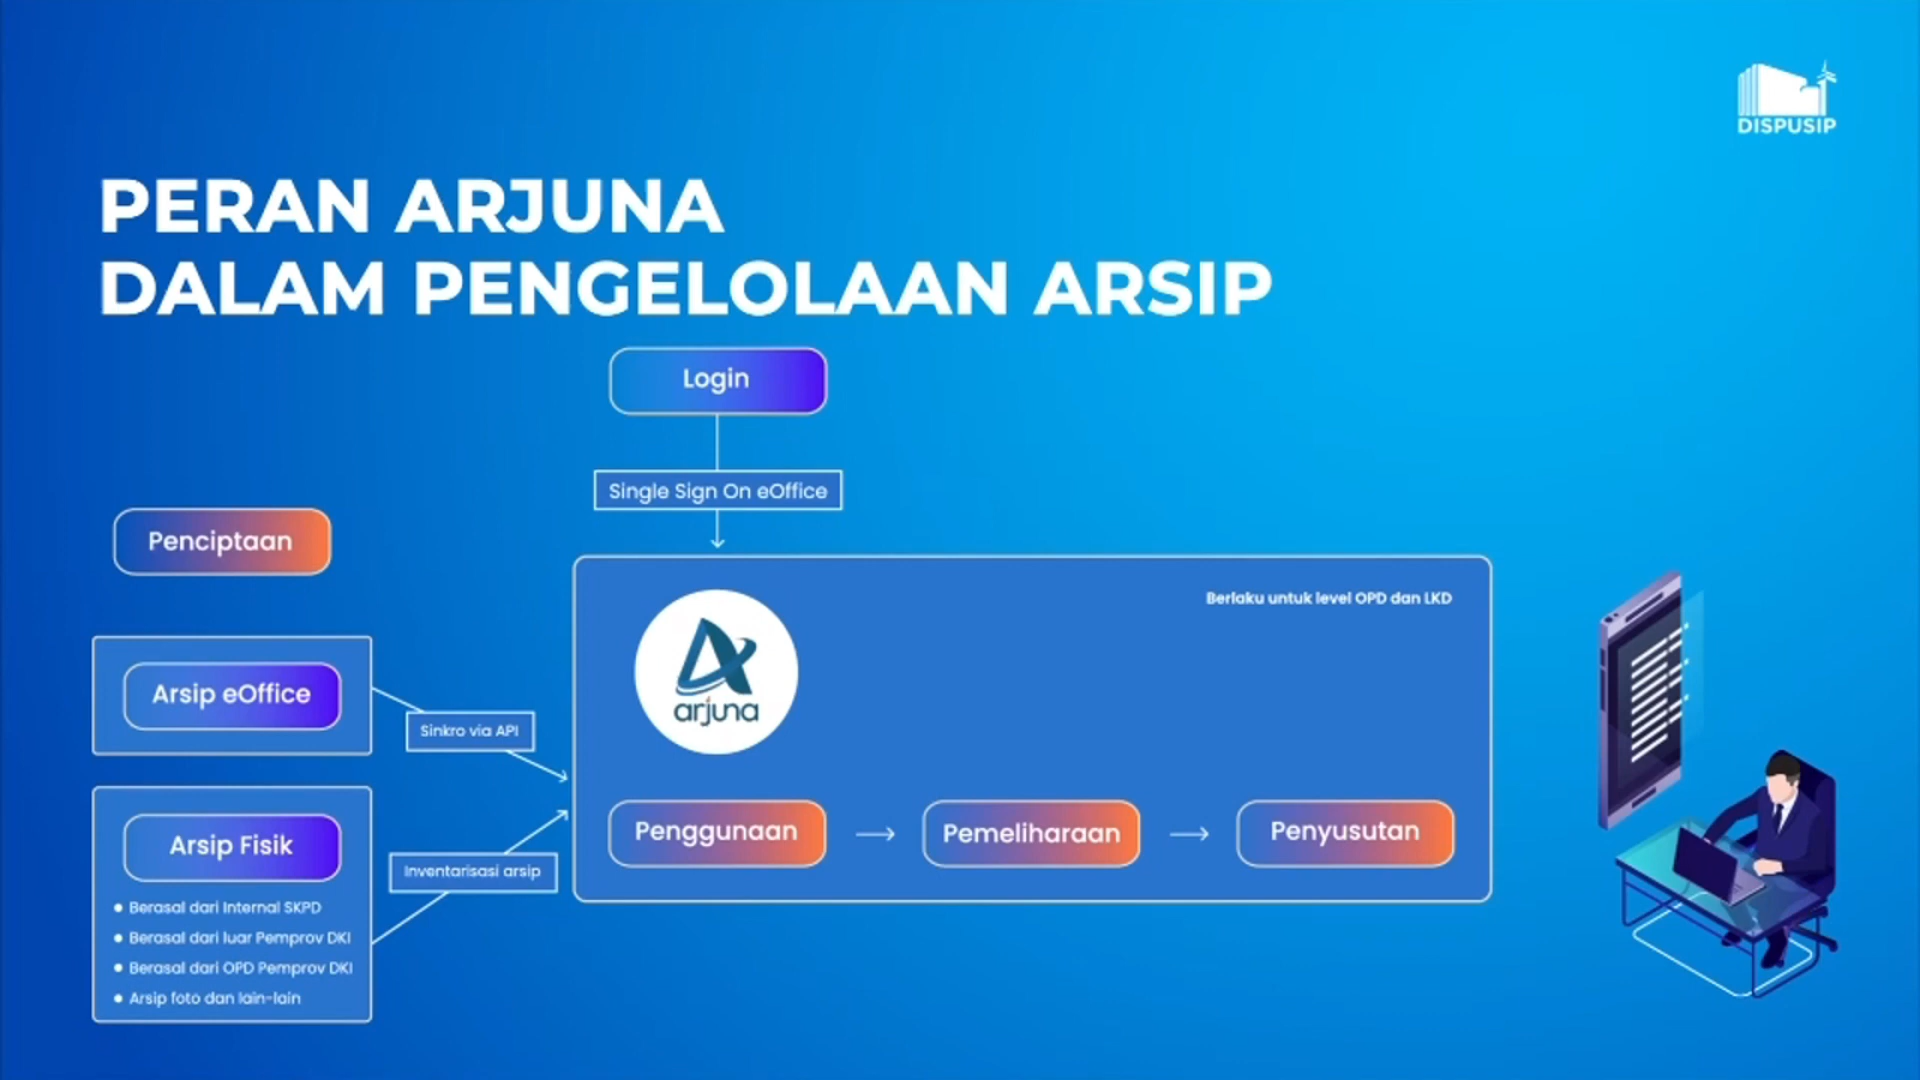 DISPUSIP
PERAN ARJUNA
DALAM PENGELOLAAN ARSIP
Login
Single Sign On eOffice
Penciptaan
Arsip eOffice
Sinkro via API
Arsip Fisik
Berasal dari Internal SKPD
Berasal dari luar Pemprov DKI
Berasal dari OPD Pemprov DKI
Arsip foto dan lain-lain
Inventarisasi arsip
Berlaku untuk level OPD dan LKD
arjuna
Penggunaan
Pemeliharaan
Penyusutan